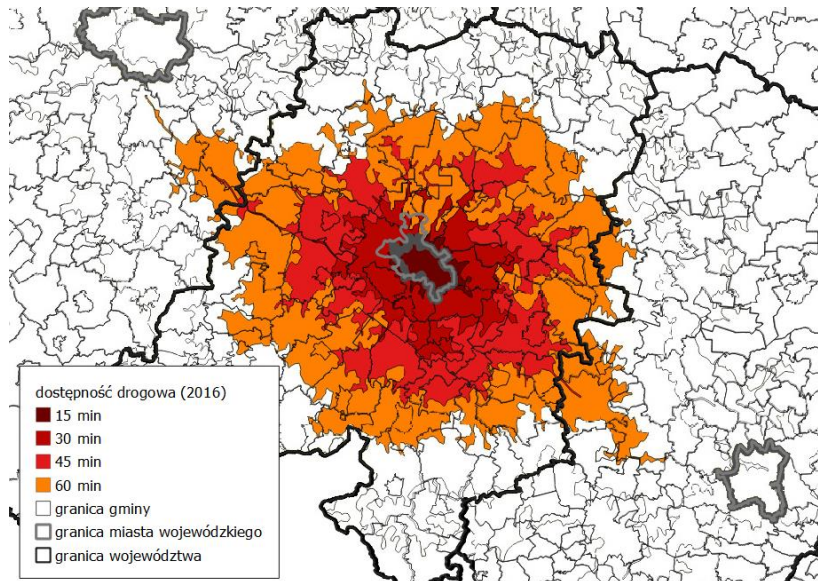 dostępność drogowa (2016)
15 min
30 min
45 min
60 min
granica gminy
granica miasta wojewódzkiego
granica województwa